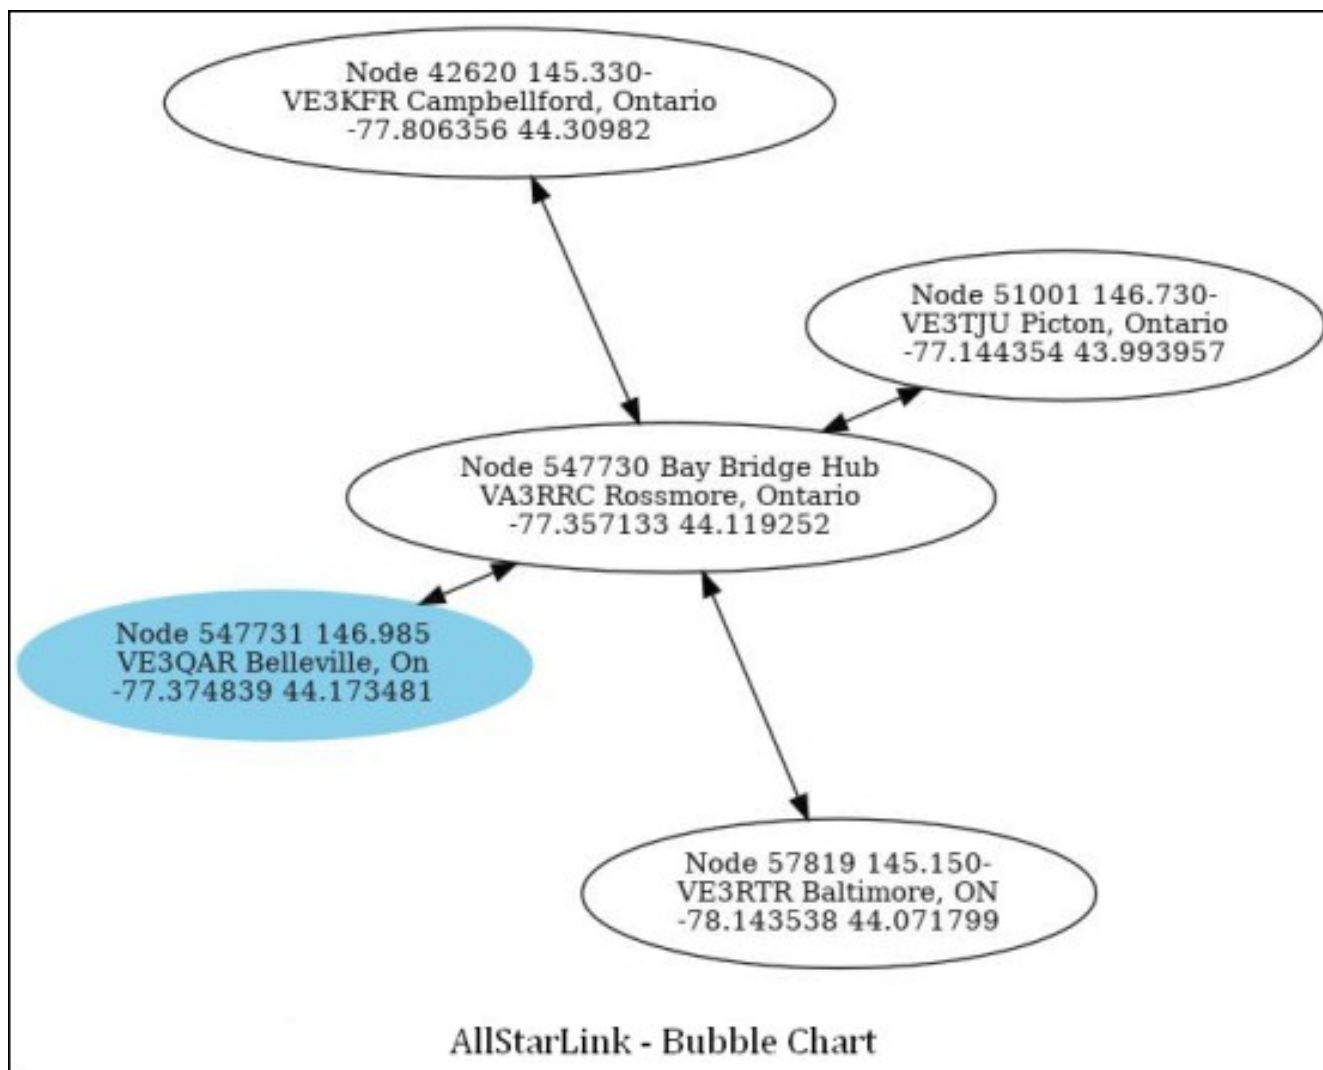 Node 42620 145.330-
VE3KFR Campbellford, Ontario
-77.806356 44.30982
Node 51001 146.730-
VE3TJU Picton, Ontario
-77.144354 43.993957
Node 547730 Bay Bridge Hub
VA3RRC Rossmore, Ontario
-77.357133 44.119252
Node 547731 146.985
VE3QAR Belleville, On
-77.374839 44.173481
Node 57819 145.150-
VE3RTR Baltimore, ON
-78.143538 44.071799
AllStarLink - Bubble Chart